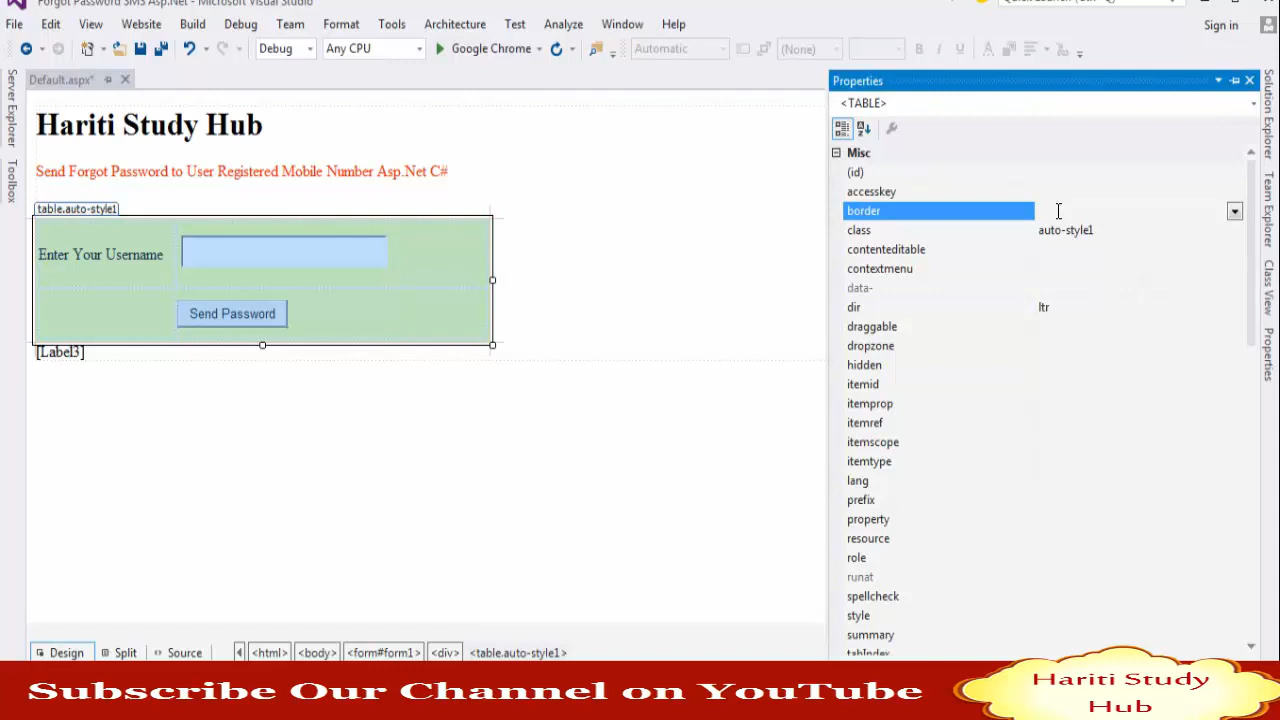 Forgot Password SMS Asp.Net - Microsoft Visual Studio
File Edit View Website Build Debug Team Format Tools Architecture Test Analyze Window Help
Sign in
Debug Any CPU Google Chrome Automatic (None) B I U A
Default.aspx*
Server Explorer
Toolbox
Hariti Study Hub
Send Forgot Password to User Registered Mobile Number Asp.Net C#
table.auto-style1
Enter Your Username
Send Password
[Label3]
Design Split Source <html> <body> <form#form1> <div> <table.auto-style1>
Properties
<TABLE>
Misc
(id)
accesskey
border
class auto-style1
contenteditable
contextmenu
data-
dir ltr
draggable
dropzone
hidden
itemid
itemprop
itemref
itemscope
itemtype
lang
prefix
property
resource
role
runat
spellcheck
style
summary
tabIndex
Solution Explorer
Team Explorer
Class View
Properties
Subscribe Our Channel on YouTube
Hariti Study
Hub